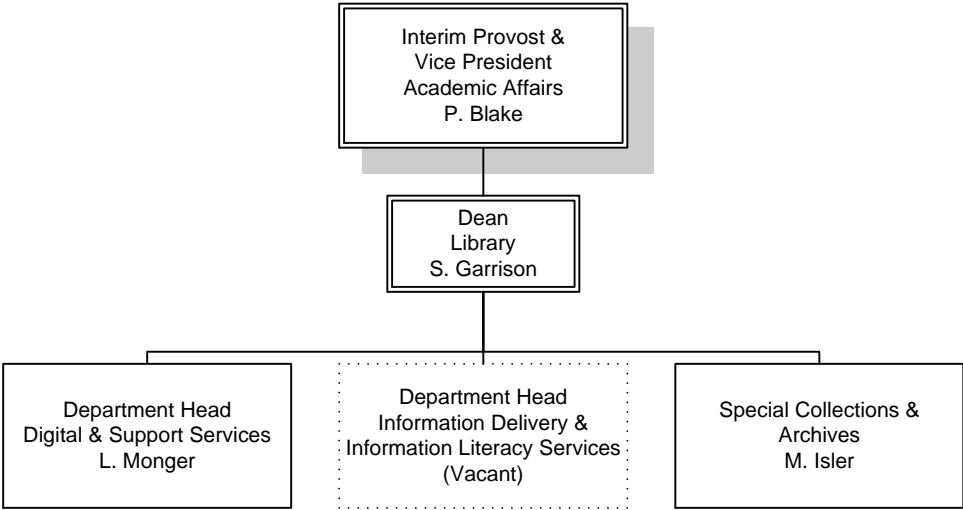 Interim Provost &
Vice President
Academic Affairs
P. Blake
Dean
Library
S. Garrison
Department Head
Digital & Support Services
L. Monger
Department Head
Information Delivery &
Information Literacy Services
(Vacant)
Special Collections &
Archives
M. Isler